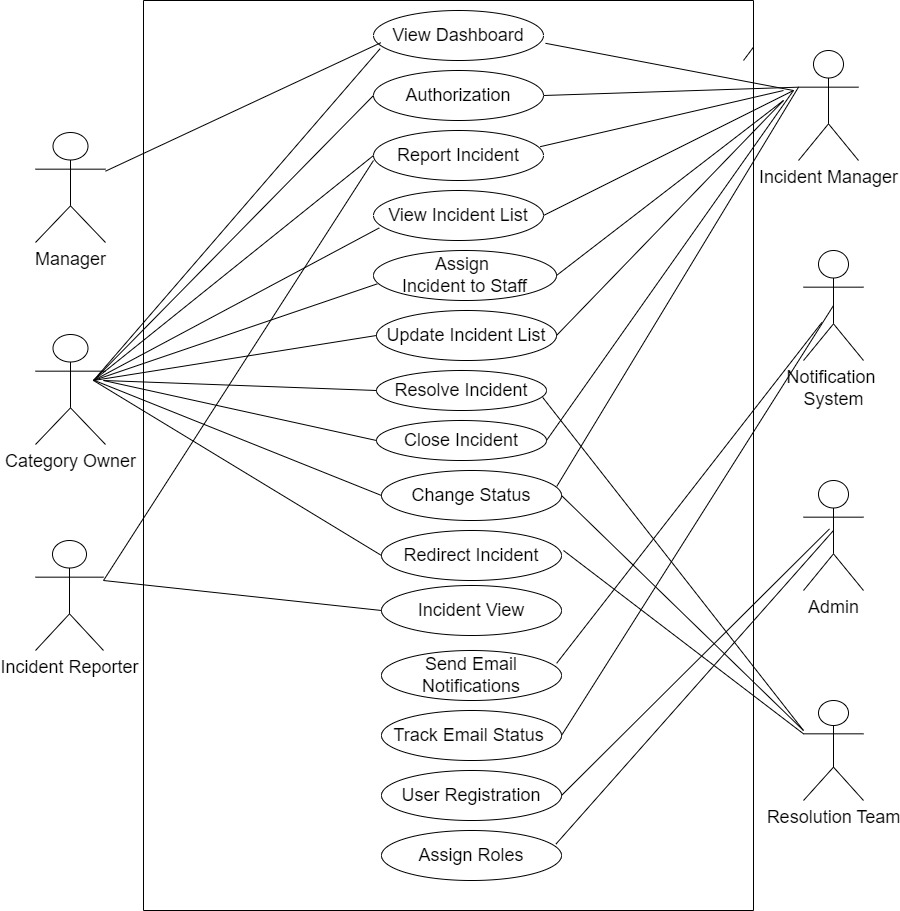 View Dashboard
Authorization
Report Incident
View Incident List
Assign
Incident to Staff
Update Incident List
Resolve Incident
Close Incident
Change Status
Redirect Incident
Incident View
Send Email
Notifications
Track Email Status
User Registration
Assign Roles
Manager
Category Owner
Incident Reporter
Incident Manager
Notification
System
Admin
Resolution Team